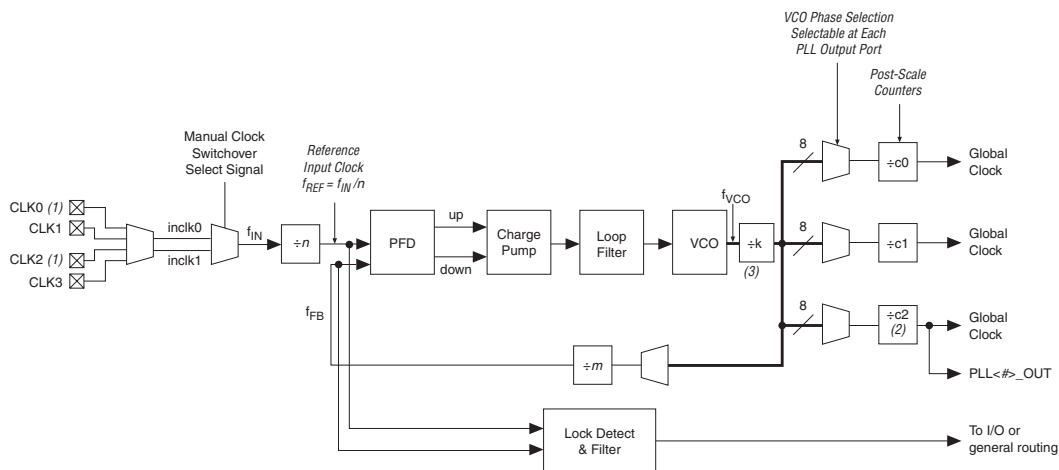 VCO Phase Selection
Selectable at Each
PLL Output Port
Post-Scale
Counters
Manual Clock
Switchover
Select Signal
Reference
Input Clock
fREF = fIN/n
CLK0 (1)
CLK1
CLK2 (1)
CLK3
inclk0
inclk1
fIN
÷n
PFD
up
down
Charge
Pump
Loop
Filter
VCO
fVCO
÷k
(3)
8
÷c0
Global
Clock
8
÷c1
Global
Clock
8
÷c2
(2)
Global
Clock
PLL<#>_OUT
fFB
÷m
Lock Detect
& Filter
To I/O or
general routing